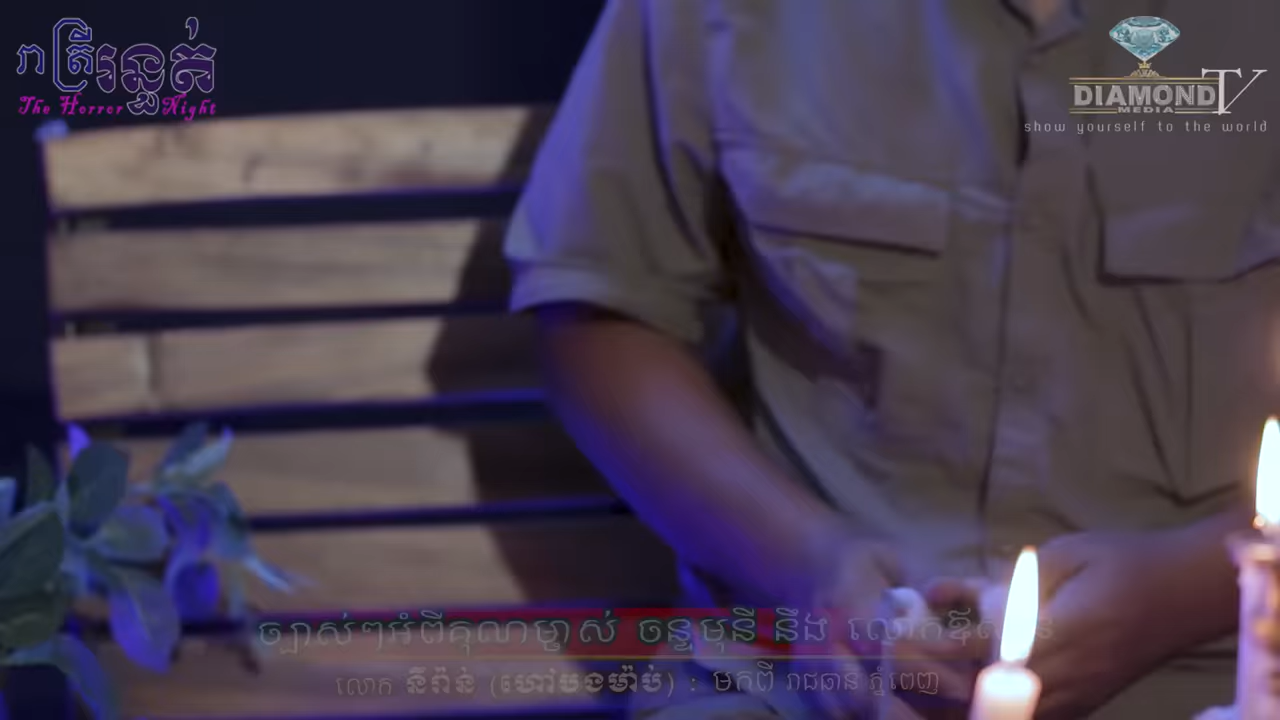 រាត្រីរន្ធត់
The Horror Night
DIAMOND TV
MEDIA
show yourself to the world
ច្បាស់ៗអំពីគុណម្ចាស់ ចន្ទមុនី និង លោកឪ
លោក នីរ៉ាន់ (ហៅបងម៉ាប់) : មកពី រាជធានី ភ្នំពេញ